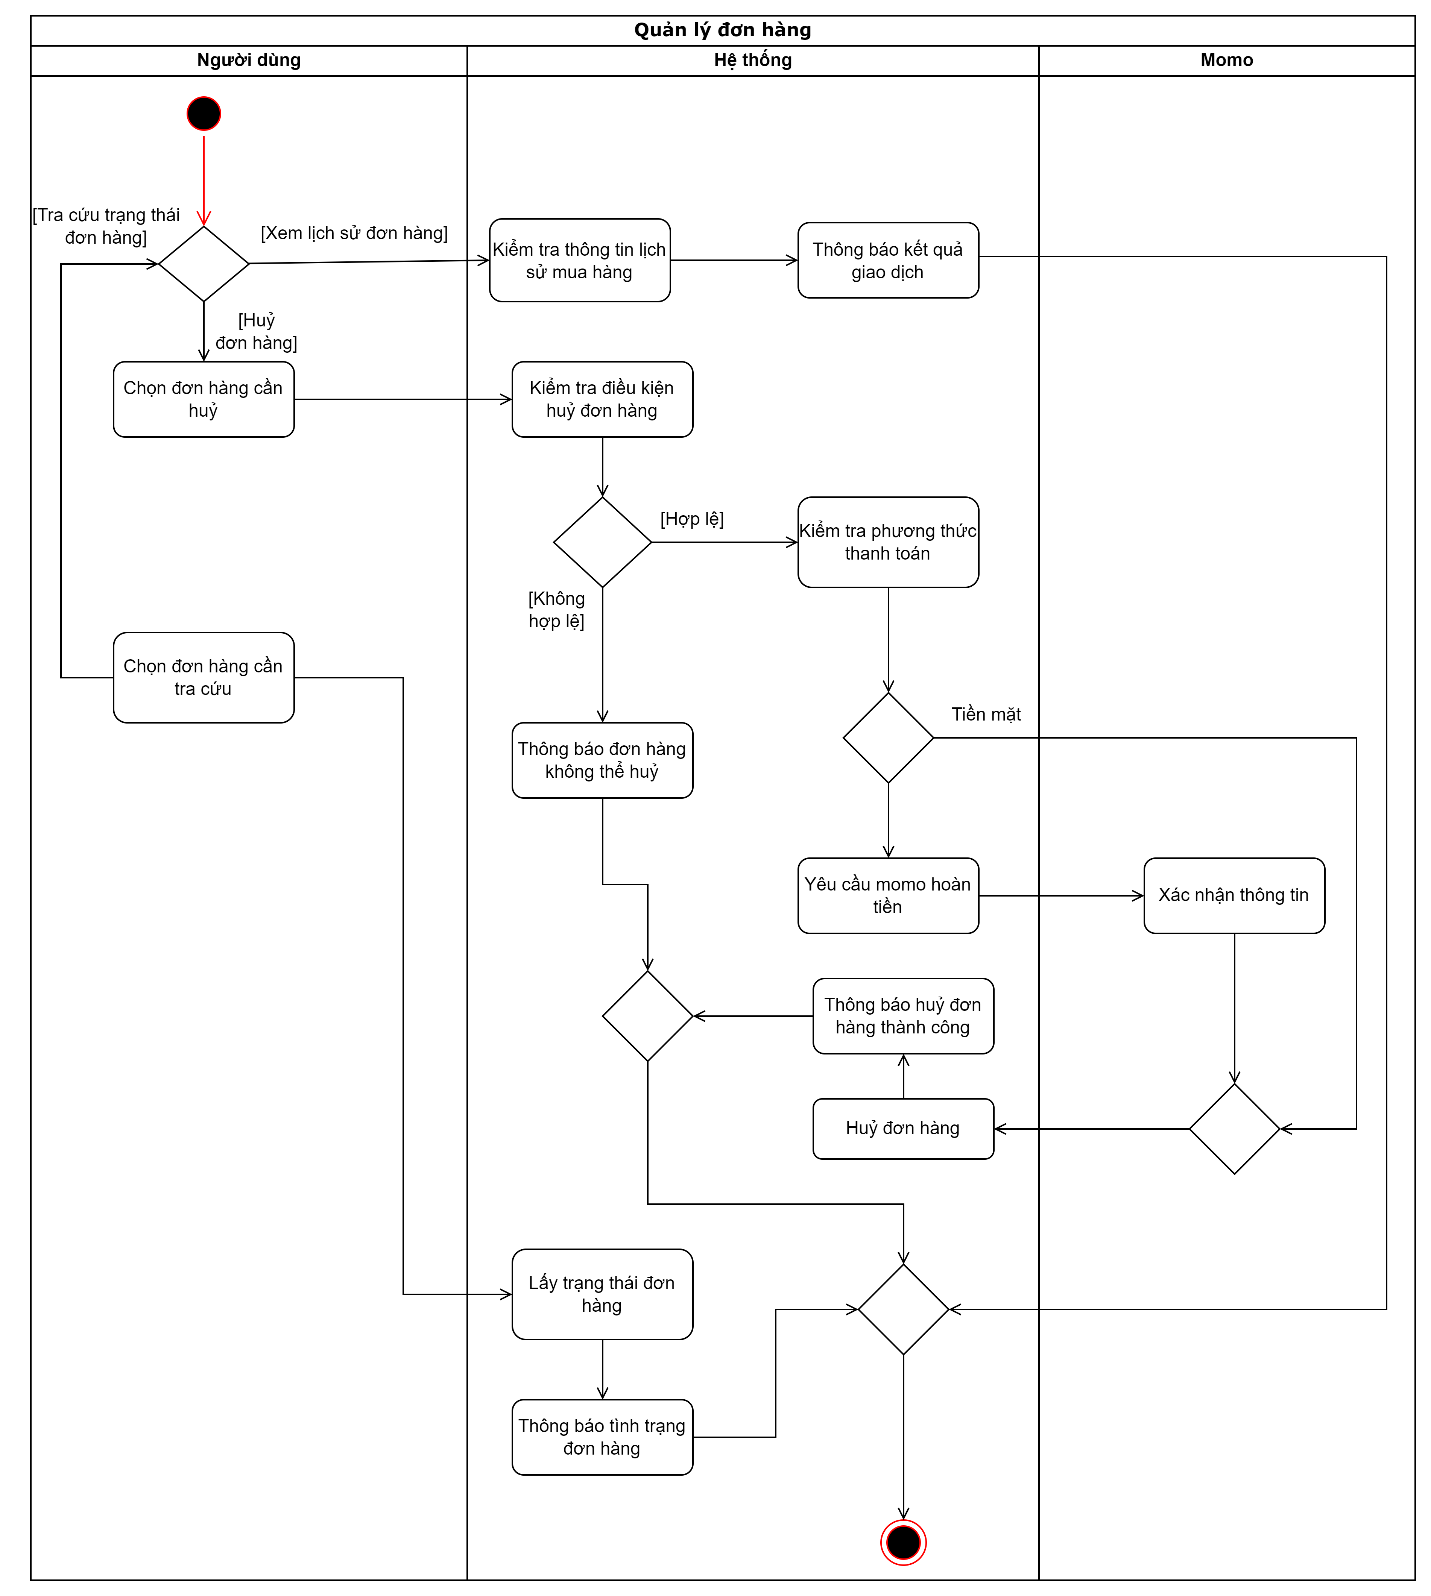 Quản lý đơn hàng
Người dùng
Hệ thống
Momo
[Tra cứu trạng thái
đơn hàng]
[Xem lịch sử đơn hàng]
Kiểm tra thông tin lịch
sử mua hàng
Thông báo kết quả
giao dịch
[Huỷ
đơn hàng]
Chọn đơn hàng cần
huỷ
Kiểm tra điều kiện
huỷ đơn hàng
[Hợp lệ]
Kiểm tra phương thức
thanh toán
[Không
hợp lệ]
Chọn đơn hàng cần
tra cứu
Tiền mặt
Thông báo đơn hàng
không thể huỷ
Yêu cầu momo hoàn
tiền
Xác nhận thông tin
Thông báo huỷ đơn
hàng thành công
Huỷ đơn hàng
Lấy trạng thái đơn
hàng
Thông báo tình trạng
đơn hàng